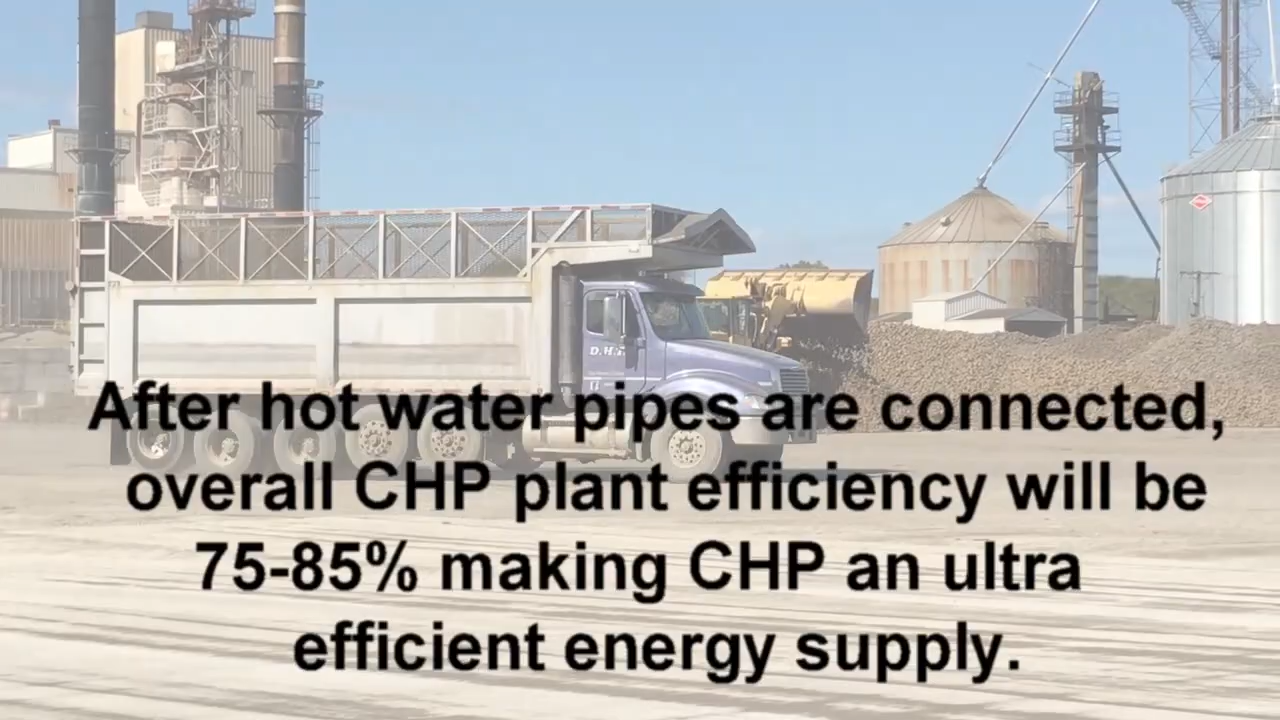 After hot water pipes are connected,
overall CHP plant efficiency will be
75-85% making CHP an ultra
efficient energy supply.